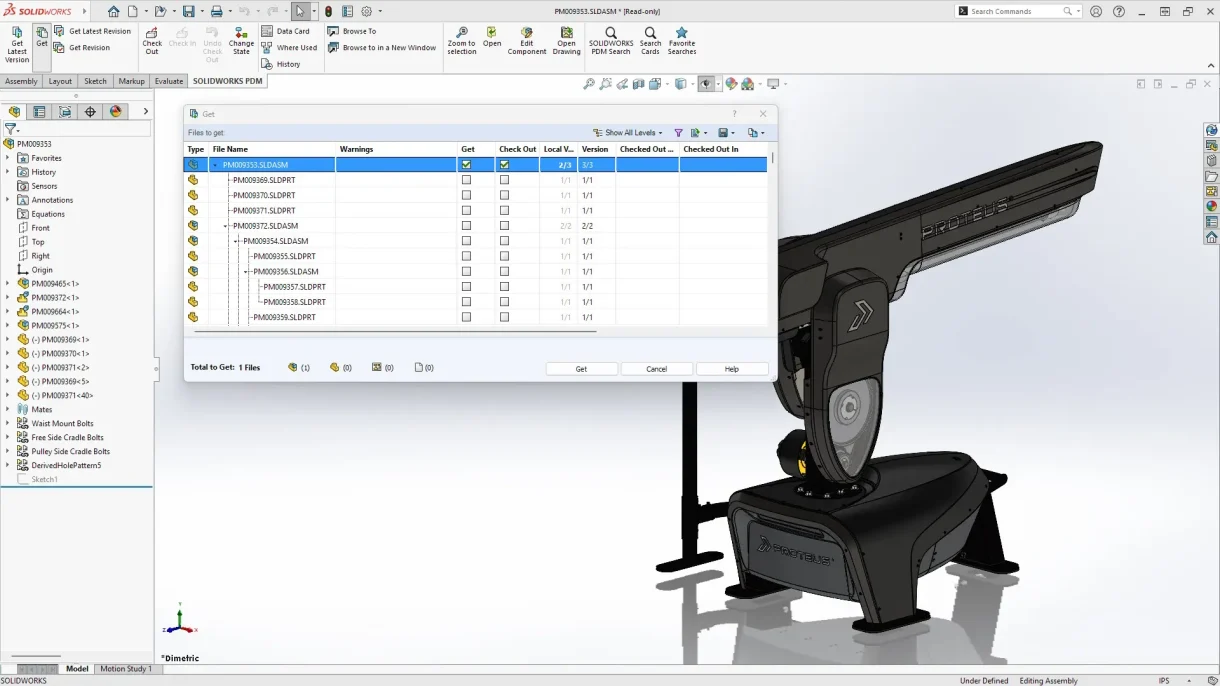 SOLIDWORKS
PM009353.SLDASM * [Read-only]
Search Commands
Get Latest Version
Get
Get Latest Revision
Get Revision
Check Out
Check In
Undo Check Out
Change State
Data Card
Where Used
History
Browse To
Browse to in a New Window
Zoom to selection
Open
Edit Component
Open Drawing
SOLIDWORKS PDM Search
Search Cards
Favorite Searches
Assembly Layout Sketch Markup Evaluate SOLIDWORKS PDM
PM009353
Favorites
History
Sensors
Annotations
Equations
Front
Top
Right
Origin
PM009465<1>
PM009372<1>
PM009664<1>
PM009575<1>
(-) PM009369<1>
(-) PM009370<1>
(-) PM009371<2>
(-) PM009369<5>
(-) PM009371<40>
Mates
Waist Mount Bolts
Free Side Cradle Bolts
Pulley Side Cradle Bolts
DerivedHolePattern5
Sketch1
Get ?
Files to get: Show All Levels
Type File Name Warnings Get Check Out Local V... Version Checked Out ... Checked Out In
PM009353.SLDASM 2/3 3/3
PM009369.SLDPRT 1/1 1/1
PM009370.SLDPRT 1/1 1/1
PM009371.SLDPRT 1/1 1/1
PM009372.SLDASM 2/2 2/2
PM009354.SLDASM 1/1 1/1
PM009355.SLDPRT 1/1 1/1
PM009356.SLDASM 1/1 1/1
PM009357.SLDPRT 1/1 1/1
PM009358.SLDPRT 1/1 1/1
PM009359.SLDPRT 1/1 1/1
Total to Get: 1 Files (1) (0) (0) (0)
Get Cancel Help
PROTEUS
PROTEUS
Y
Z X
*Dimetric
Model Motion Study 1
SOLIDWORKS Under Defined Editing Assembly IPS